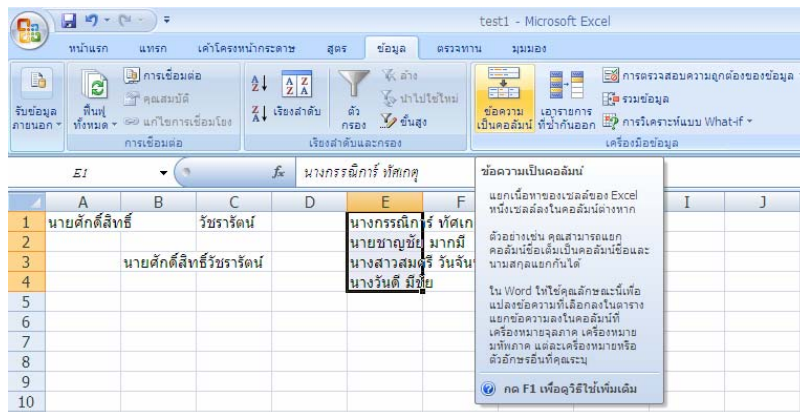 test1 - Microsoft Excel
หน้าแรก แทรก เค้าโครงหน้ากระดาษ สูตร ข้อมูล ตรวจทาน มุมมอง
รับข้อมูล
ภายนอก
ฟื้นฟู
ทั้งหมด
การเชื่อมต่อ
คุณสมบัติ
แก้ไขการเชื่อมโยง
การเชื่อมต่อ
เรียงลำดับ
ตัว
กรอง
ล้าง
นำไปใช้ใหม่
ขั้นสูง
เรียงลำดับและกรอง
ข้อความ
เป็นคอลัมน์
เอารายการ
ที่ซ้ำกันออก
การตรวจสอบความถูกต้องของข้อมูล
รวมข้อมูล
การวิเคราะห์แบบ What-if
เครื่องมือข้อมูล
E1 fx นางกรรณิการ์ ทัศเกตุ
A B C D E F I J
1 นายศักดิ์สิทธิ์ วัชรารัตน์ นางกรรณิการ์ ทัศเก
2 นายชาญชัย มากมี
3 นายศักดิ์สิทธิ์วัชรารัตน์ นางสาวสมศรี วันจัน
4 นางวันดี มีชัย
5
6
7
8
9
10
ข้อความเป็นคอลัมน์
แยกเนื้อหาของเซลล์ของ Excel
หนึ่งเซลล์ลงในคอลัมน์ต่างหาก
ตัวอย่างเช่น คุณสามารถแยก
คอลัมน์ชื่อเต็มเป็นคอลัมน์ชื่อและ
นามสกุลแยกกันได้
ใน Word ให้ใช้คุณลักษณะนี้เพื่อ
แปลงข้อความที่เลือกลงในตาราง
แยกข้อความลงในคอลัมน์ที่
เครื่องหมายจุลภาค เครื่องหมาย
มหัพภาค แต่ละเครื่องหมายหรือ
ตัวอักษรอื่นที่คุณระบุ
กด F1 เพื่อดูวิธีใช้เพิ่มเติม